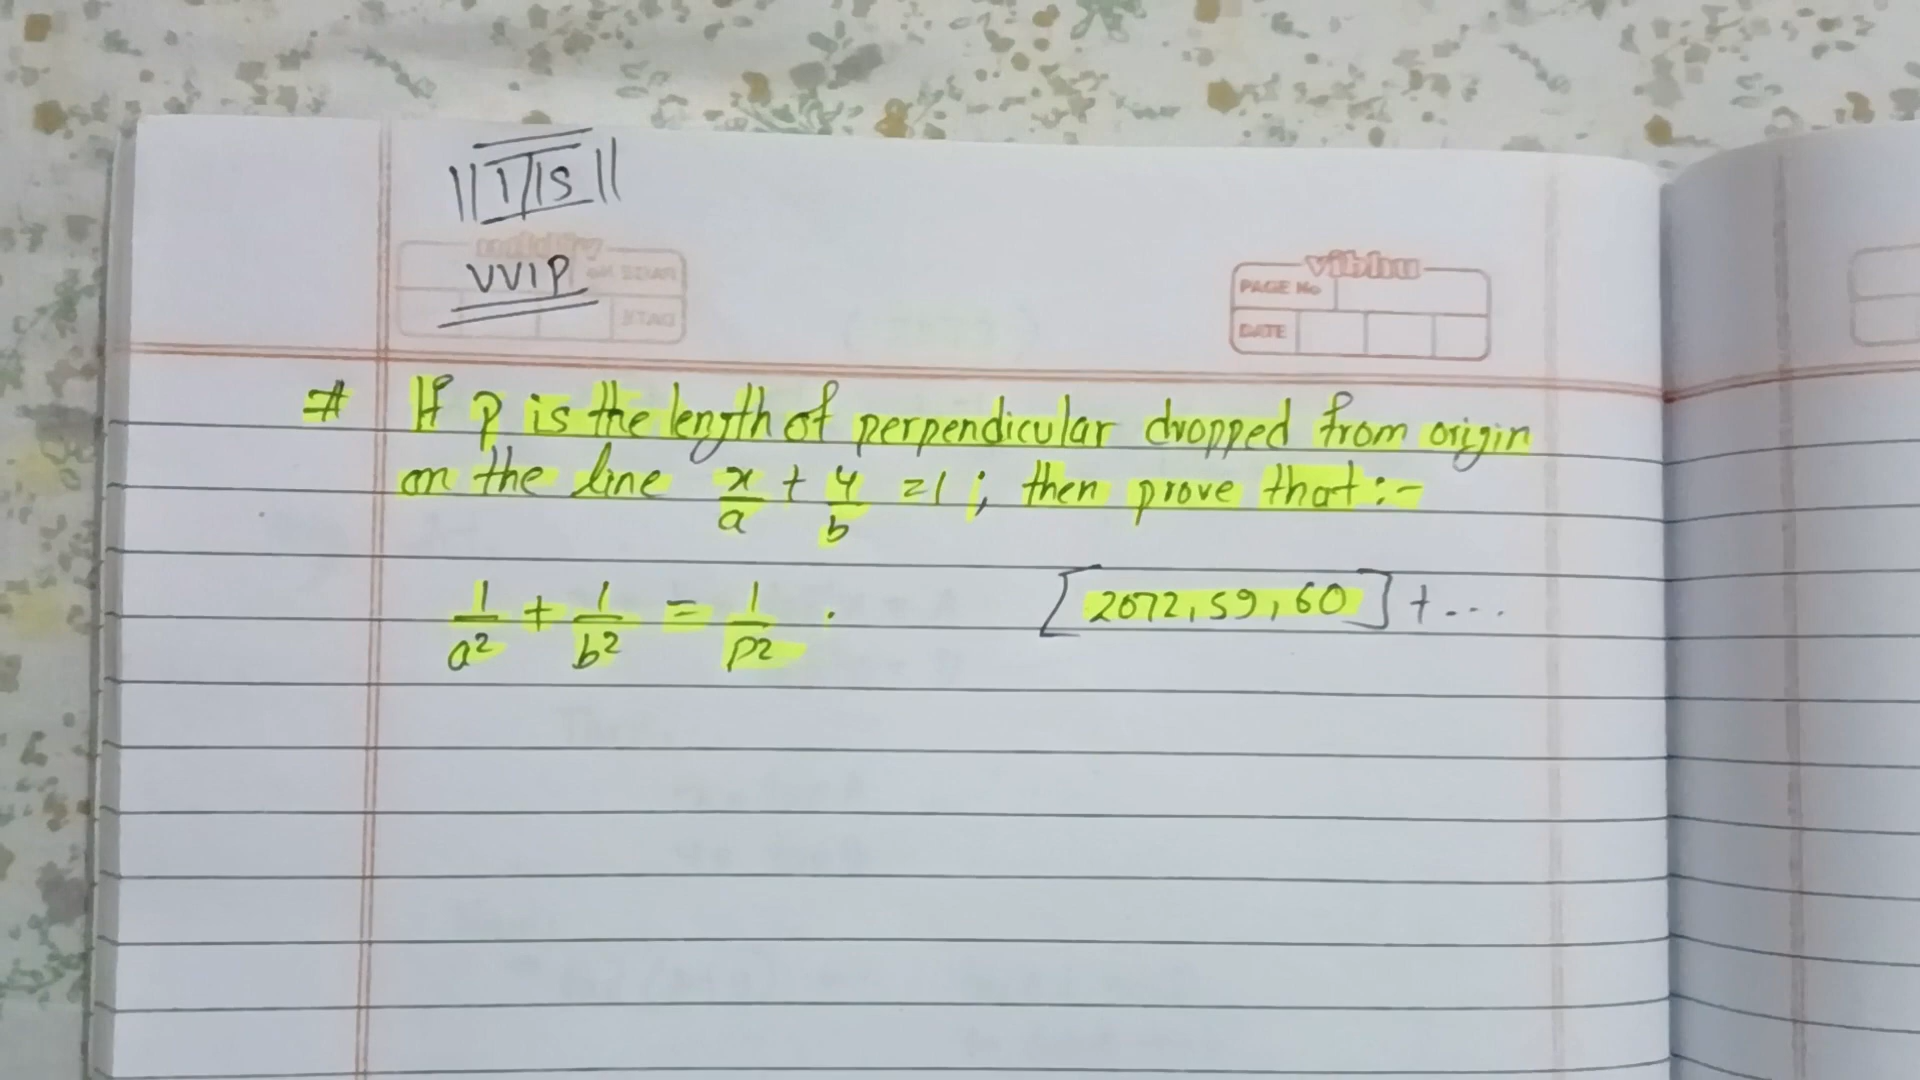 ||1/15||
VVIP
vibhu
PAGE No
DATE
# If p is the length of perpendicular dropped from origin
on the line x/a + y/b = 1 ; then prove that :-
1/a² + 1/b² = 1/p² .
[2072, 59, 60] + ...